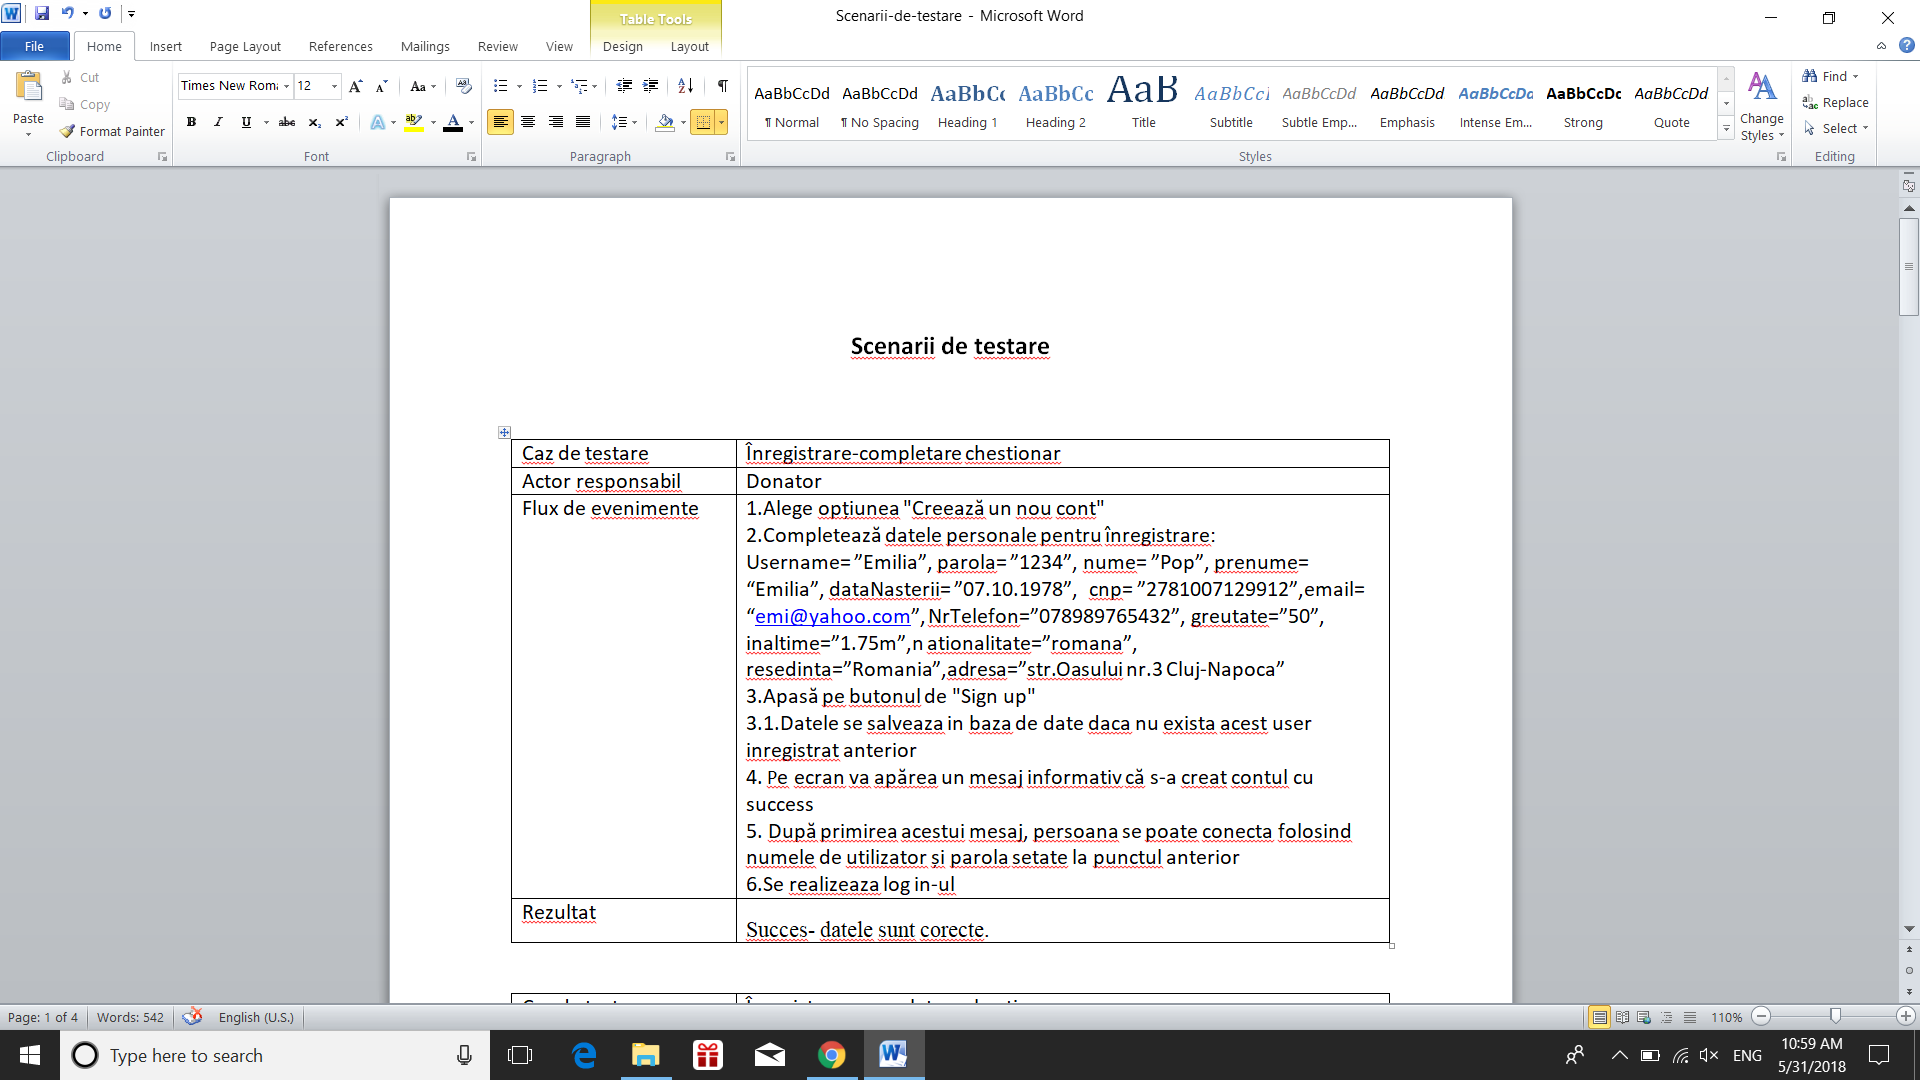 Scenarii-de-testare - Microsoft Word
Table Tools
File Home Insert Page Layout References Mailings Review View Design Layout
Cut
Copy
Paste
Format Painter
Clipboard
Times New Rom 12
Font
Paragraph
AaBbCcDd AaBbCcDd AaBbCc AaBbCc AaB AaBbCcI AaBbCcDd AaBbCcDd AaBbCcDd AaBbCcDc AaBbCcDd
¶ Normal ¶ No Spacing Heading 1 Heading 2 Title Subtitle Subtle Emp... Emphasis Intense Em... Strong Quote
Change Styles
Styles
Find
Replace
Select
Editing
Scenarii de testare
Caz de testare
Înregistrare-completare chestionar
Actor responsabil
Donator
Flux de evenimente
1.Alege opțiunea "Creează un nou cont"
2.Completează datele personale pentru înregistrare:
Username= ”Emilia”, parola= ”1234”, nume= ”Pop”, prenume=
“Emilia”, dataNasterii= ”07.10.1978”, cnp= ”2781007129912”,email=
“emi@yahoo.com”, NrTelefon=”078989765432”, greutate=”50”,
inaltime=”1.75m”,n ationalitate=”romana”,
resedinta=”Romania”,adresa=”str.Oasului nr.3 Cluj-Napoca”
3.Apasă pe butonul de "Sign up"
3.1.Datele se salveaza in baza de date daca nu exista acest user
inregistrat anterior
4. Pe ecran va apărea un mesaj informativ că s-a creat contul cu
success
5. După primirea acestui mesaj, persoana se poate conecta folosind
numele de utilizator și parola setate la punctul anterior
6.Se realizeaza log in-ul
Rezultat
Succes- datele sunt corecte.
Page: 1 of 4 Words: 542 English (U.S.) 110%
Type here to search
ENG
10:59 AM
5/31/2018